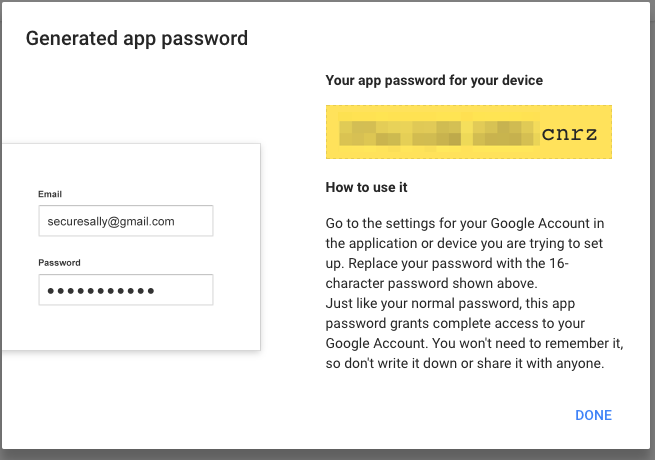 Generated app password
Your app password for your device
cnrz
Email
securesally@gmail.com
Password
How to use it
Go to the settings for your Google Account in
the application or device you are trying to set
up. Replace your password with the 16-
character password shown above.
Just like your normal password, this app
password grants complete access to your
Google Account. You won't need to remember it,
so don't write it down or share it with anyone.
DONE